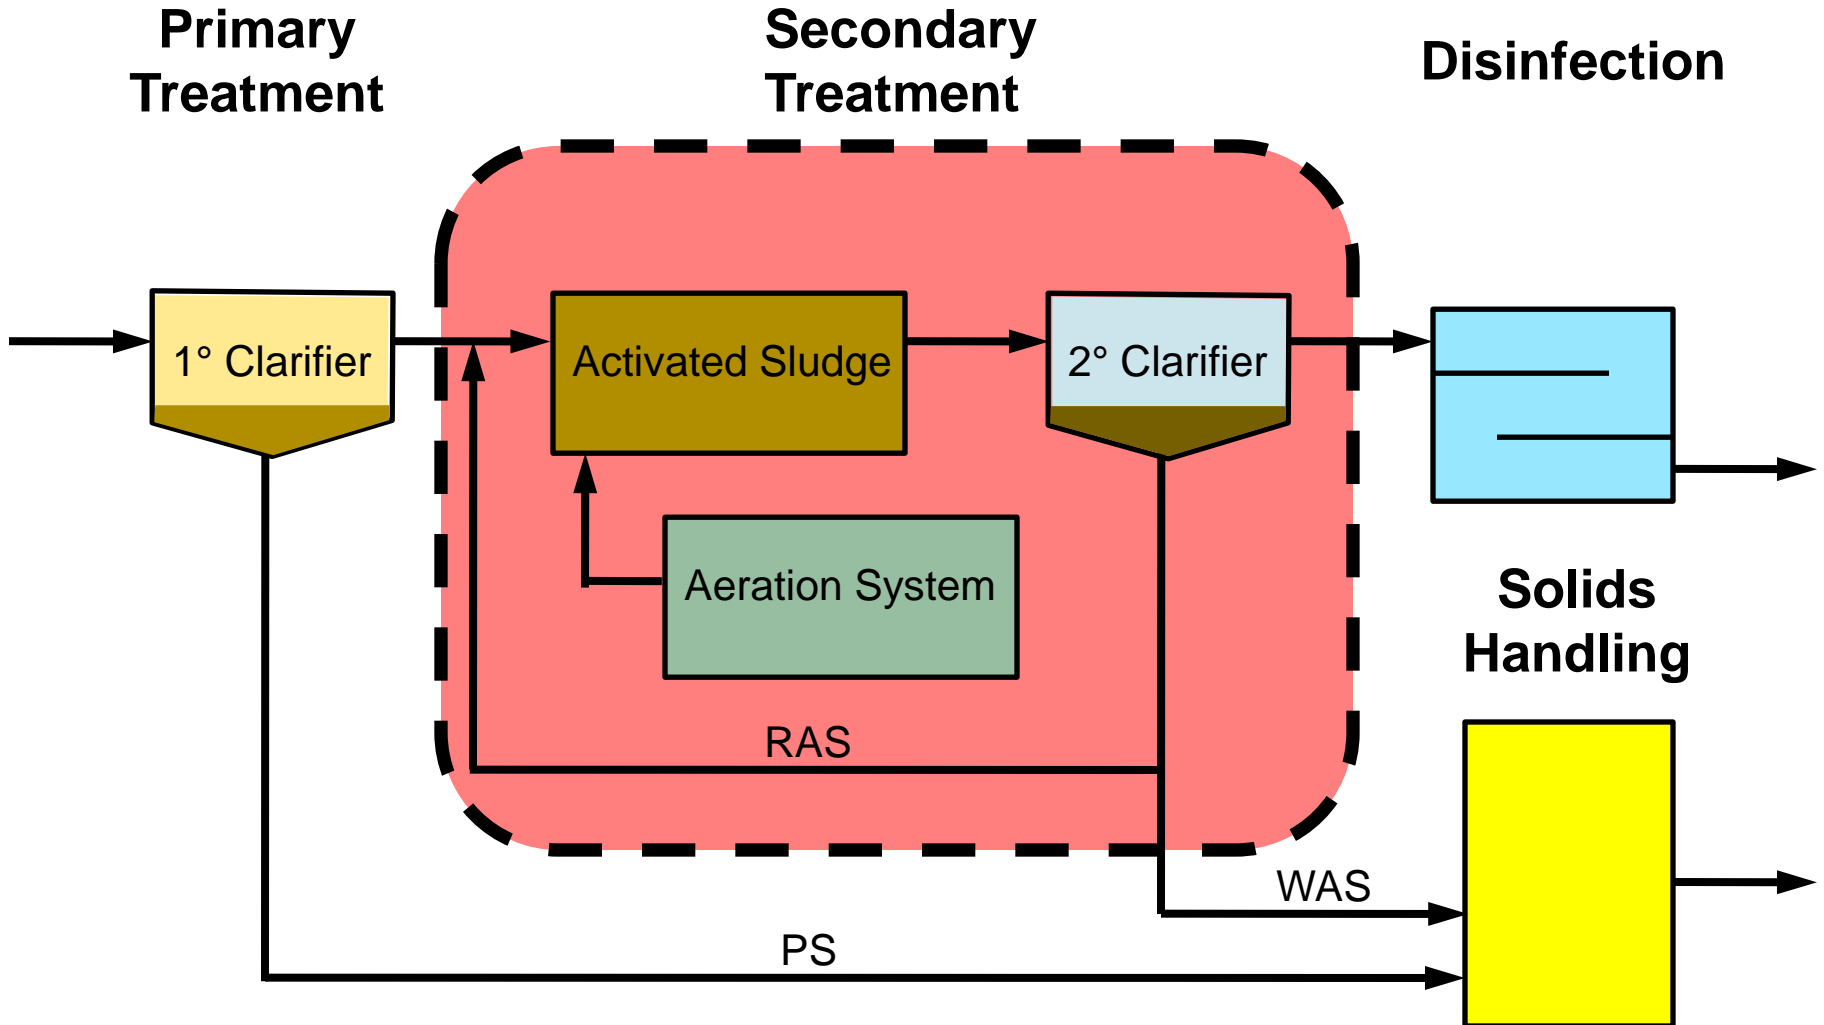 Primary
Treatment
Secondary
Treatment
Disinfection
1° Clarifier
Activated Sludge
2° Clarifier
Aeration System
Solids
Handling
RAS
WAS
PS